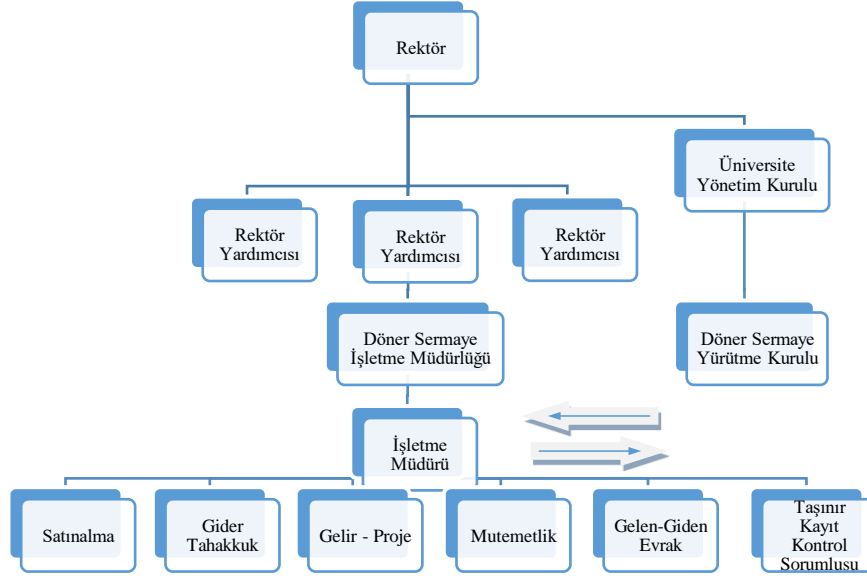 Rektör
Üniversite
Yönetim Kurulu
Rektör
Yardımcısı
Rektör
Yardımcısı
Rektör
Yardımcısı
Döner Sermaye
İşletme Müdürlüğü
Döner Sermaye
Yürütme Kurulu
İşletme
Müdürü
Satınalma
Gider
Tahakkuk
Gelir - Proje
Mutemetlik
Gelen-Giden
Evrak
Taşınır
Kayıt
Kontrol
Sorumlusu